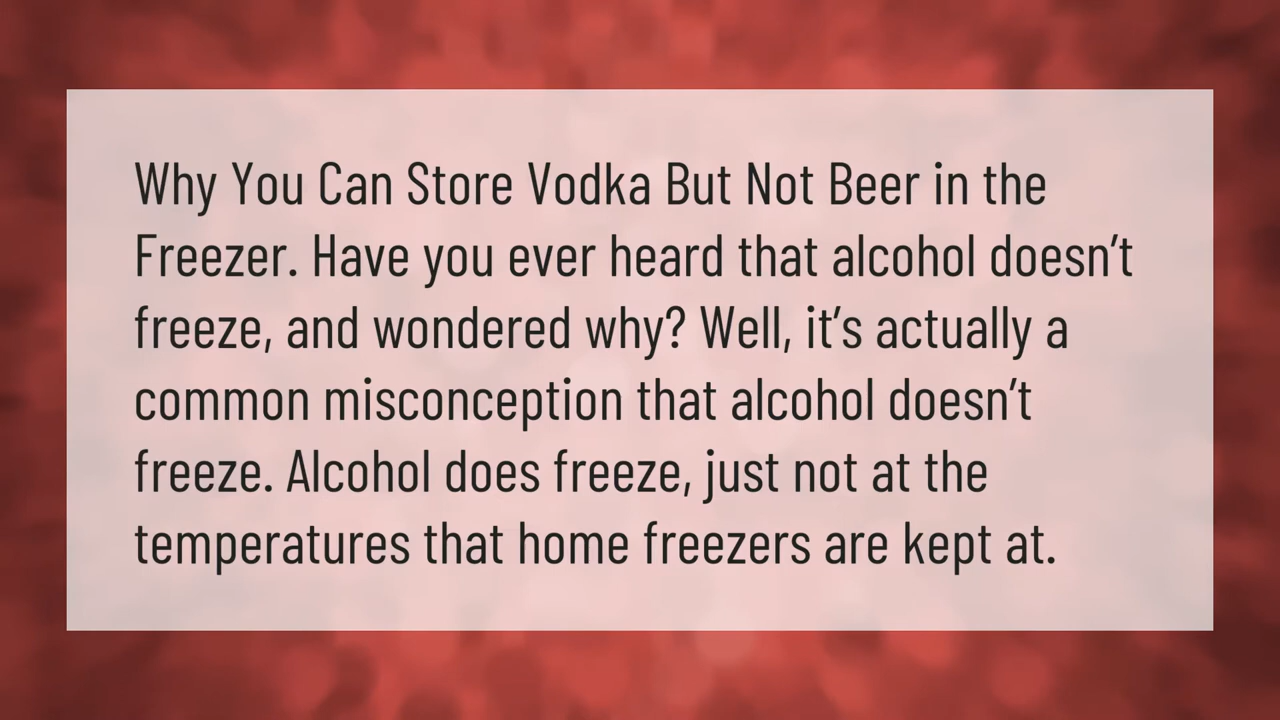 Why You Can Store Vodka But Not Beer in the
Freezer. Have you ever heard that alcohol doesn’t
freeze, and wondered why? Well, it’s actually a
common misconception that alcohol doesn’t
freeze. Alcohol does freeze, just not at the
temperatures that home freezers are kept at.